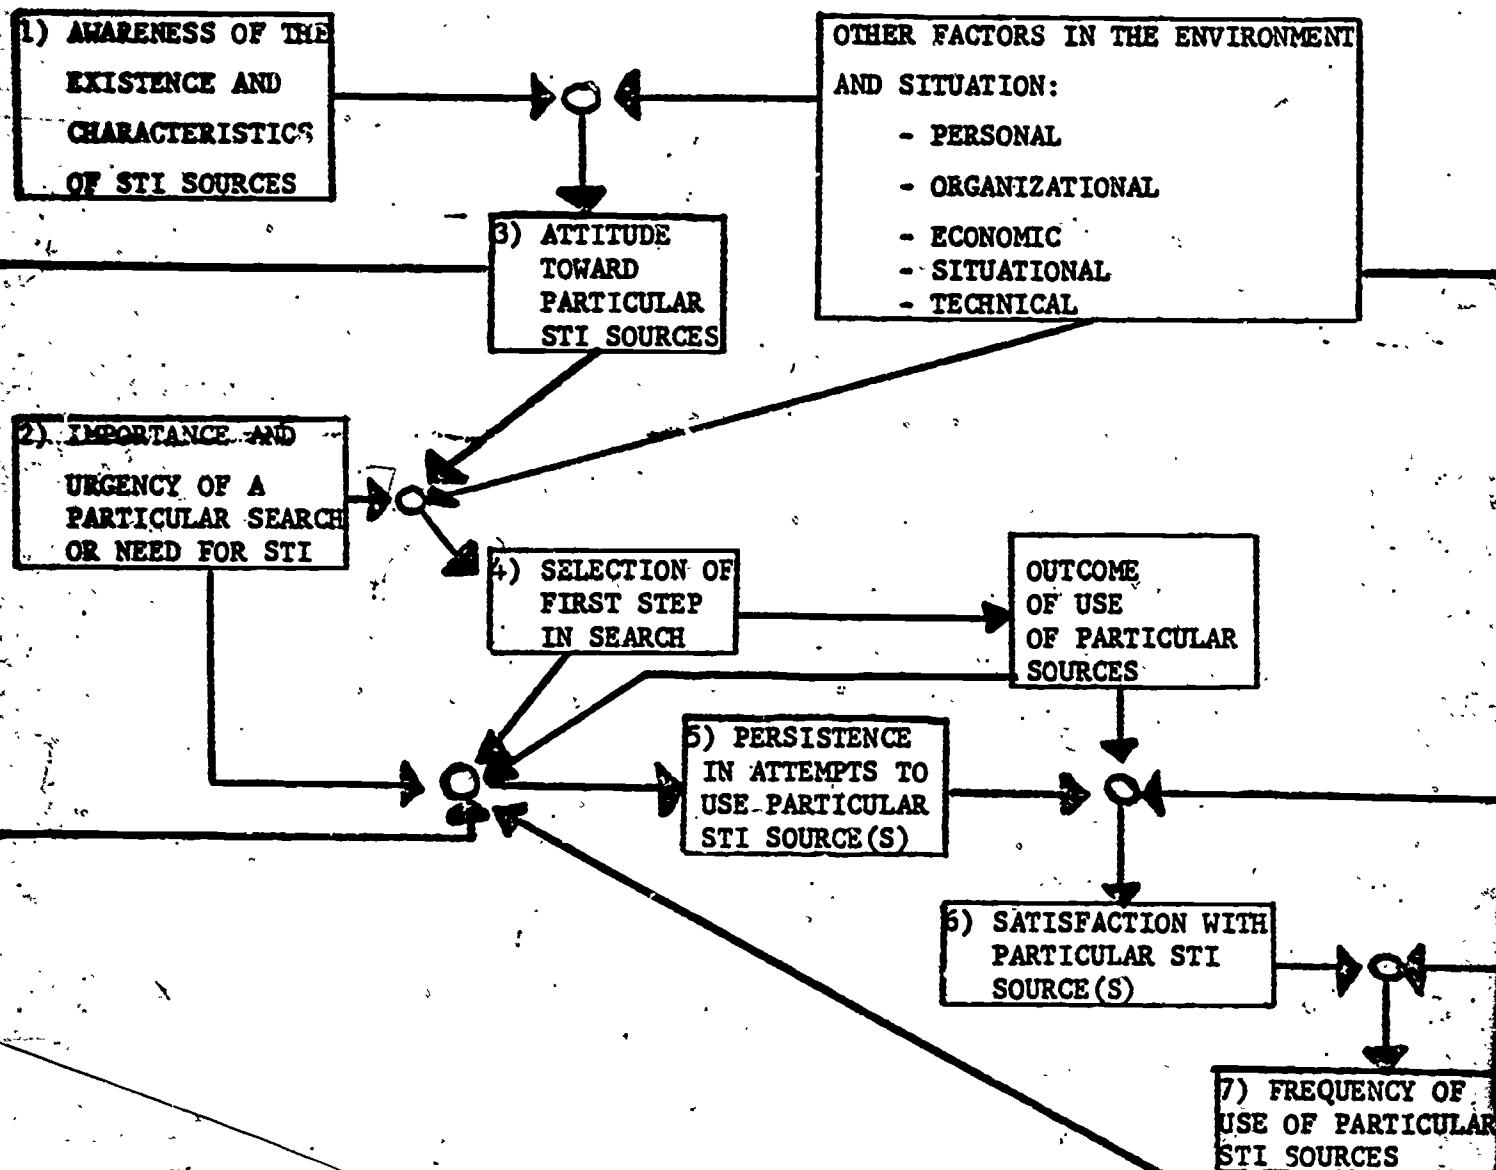 1) AWARENESS OF THE
EXISTENCE AND
CHARACTERISTICS
OF STI SOURCES
OTHER FACTORS IN THE ENVIRONMENT
AND SITUATION:
- PERSONAL
- ORGANIZATIONAL
- ECONOMIC
- SITUATIONAL
- TECHNICAL
3) ATTITUDE
TOWARD
PARTICULAR
STI SOURCES
2) IMPORTANCE AND
URGENCY OF A
PARTICULAR SEARCH
OR NEED FOR STI
4) SELECTION OF
FIRST STEP
IN SEARCH
OUTCOME
OF USE
OF PARTICULAR
SOURCES
5) PERSISTENCE
IN ATTEMPTS TO
USE PARTICULAR
STI SOURCE(S)
6) SATISFACTION WITH
PARTICULAR STI
SOURCE(S)
7) FREQUENCY OF
USE OF PARTICULAR
STI SOURCES